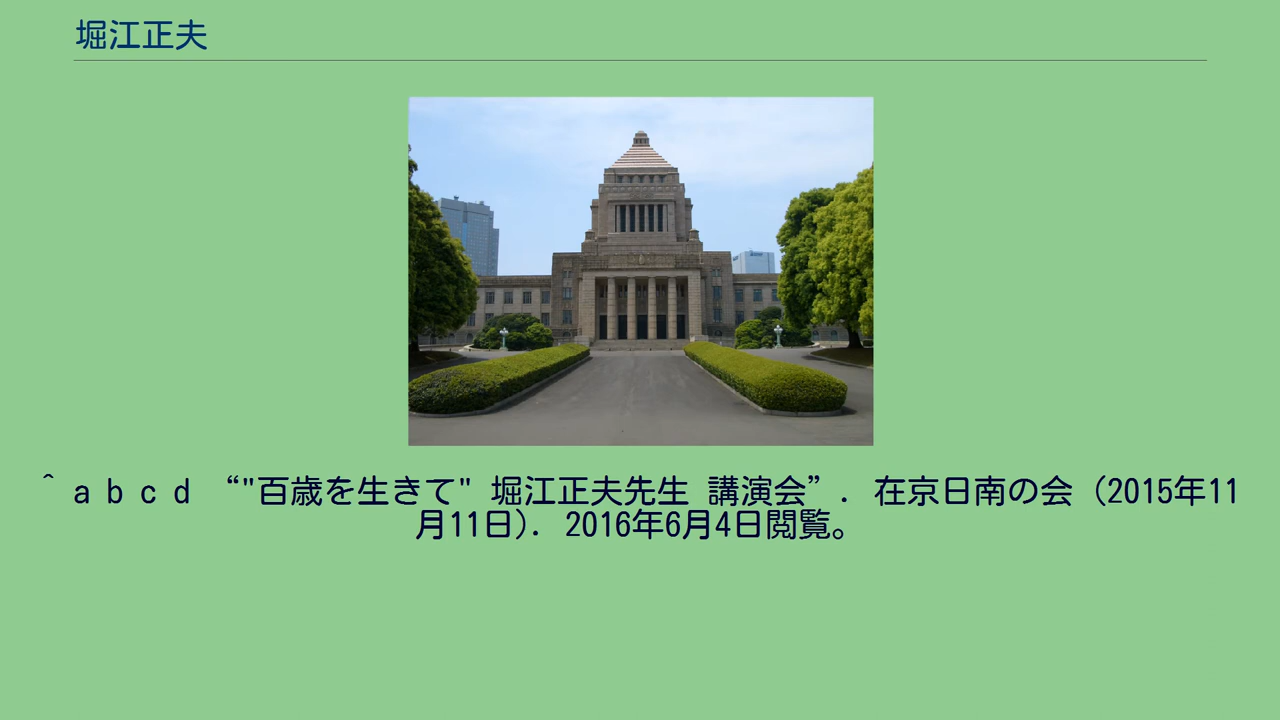 堀江正夫
^ a b c d “"百歳を生きて" 堀江正夫先生 講演会”. 在京日南の会 (2015年11
月11日). 2016年6月4日閲覧。